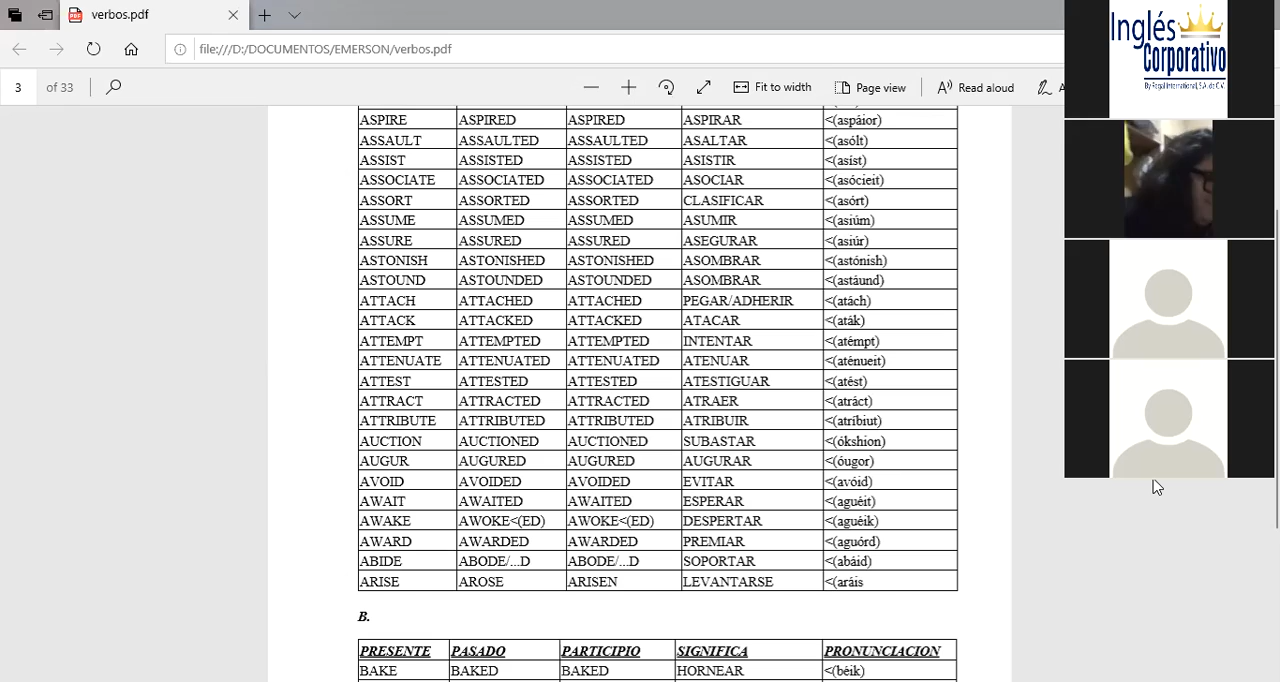 verbos.pdf
file:///D:/DOCUMENTOS/EMERSON/verbos.pdf
3 of 33 Fit to width Page view Read aloud
Inglés
Corporativo
By Regal International, S.A. de C.V.
ASPIRE ASPIRED ASPIRED ASPIRAR <(aspáior)
ASSAULT ASSAULTED ASSAULTED ASALTAR <(asólt)
ASSIST ASSISTED ASSISTED ASISTIR <(asíst)
ASSOCIATE ASSOCIATED ASSOCIATED ASOCIAR <(asócieit)
ASSORT ASSORTED ASSORTED CLASIFICAR <(asórt)
ASSUME ASSUMED ASSUMED ASUMIR <(asiúm)
ASSURE ASSURED ASSURED ASEGURAR <(asiúr)
ASTONISH ASTONISHED ASTONISHED ASOMBRAR <(astónish)
ASTOUND ASTOUNDED ASTOUNDED ASOMBRAR <(astáund)
ATTACH ATTACHED ATTACHED PEGAR/ADHERIR <(atách)
ATTACK ATTACKED ATTACKED ATACAR <(aták)
ATTEMPT ATTEMPTED ATTEMPTED INTENTAR <(atémpt)
ATTENUATE ATTENUATED ATTENUATED ATENUAR <(aténueit)
ATTEST ATTESTED ATTESTED ATESTIGUAR <(atést)
ATTRACT ATTRACTED ATTRACTED ATRAER <(atráct)
ATTRIBUTE ATTRIBUTED ATTRIBUTED ATRIBUIR <(atríbiut)
AUCTION AUCTIONED AUCTIONED SUBASTAR <(ókshion)
AUGUR AUGURED AUGURED AUGURAR <(óugor)
AVOID AVOIDED AVOIDED EVITAR <(avóid)
AWAIT AWAITED AWAITED ESPERAR <(aguéit)
AWAKE AWOKE<(ED) AWOKE<(ED) DESPERTAR <(aguéik)
AWARD AWARDED AWARDED PREMIAR <(aguórd)
ABIDE ABODE/...D ABODE/...D SOPORTAR <(abáid)
ARISE AROSE ARISEN LEVANTARSE <(aráis
B.
PRESENTE PASADO PARTICIPIO SIGNIFICA PRONUNCIACION
BAKE BAKED BAKED HORNEAR <(béik)